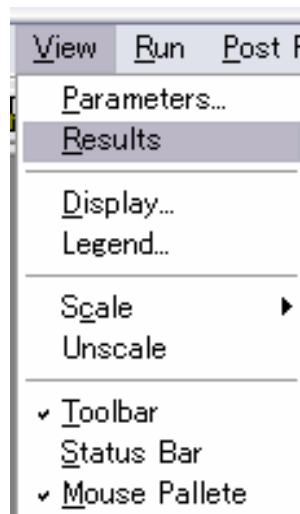 View Run Post
Parameters...
Results
Display...
Legend...
Scale
Unscale
Toolbar
Status Bar
Mouse Pallete